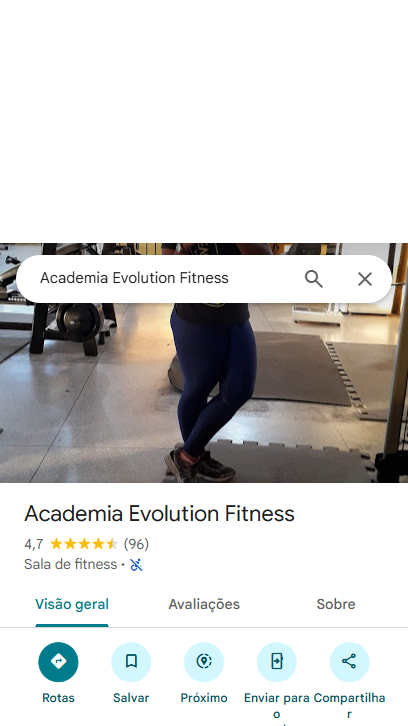 Academia Evolution Fitness
Academia Evolution Fitness
4,7 (96)
Sala de fitness ·
Visão geral
Avaliações
Sobre
Rotas
Salvar
Próximo
Enviar para
o
Compartilha
r